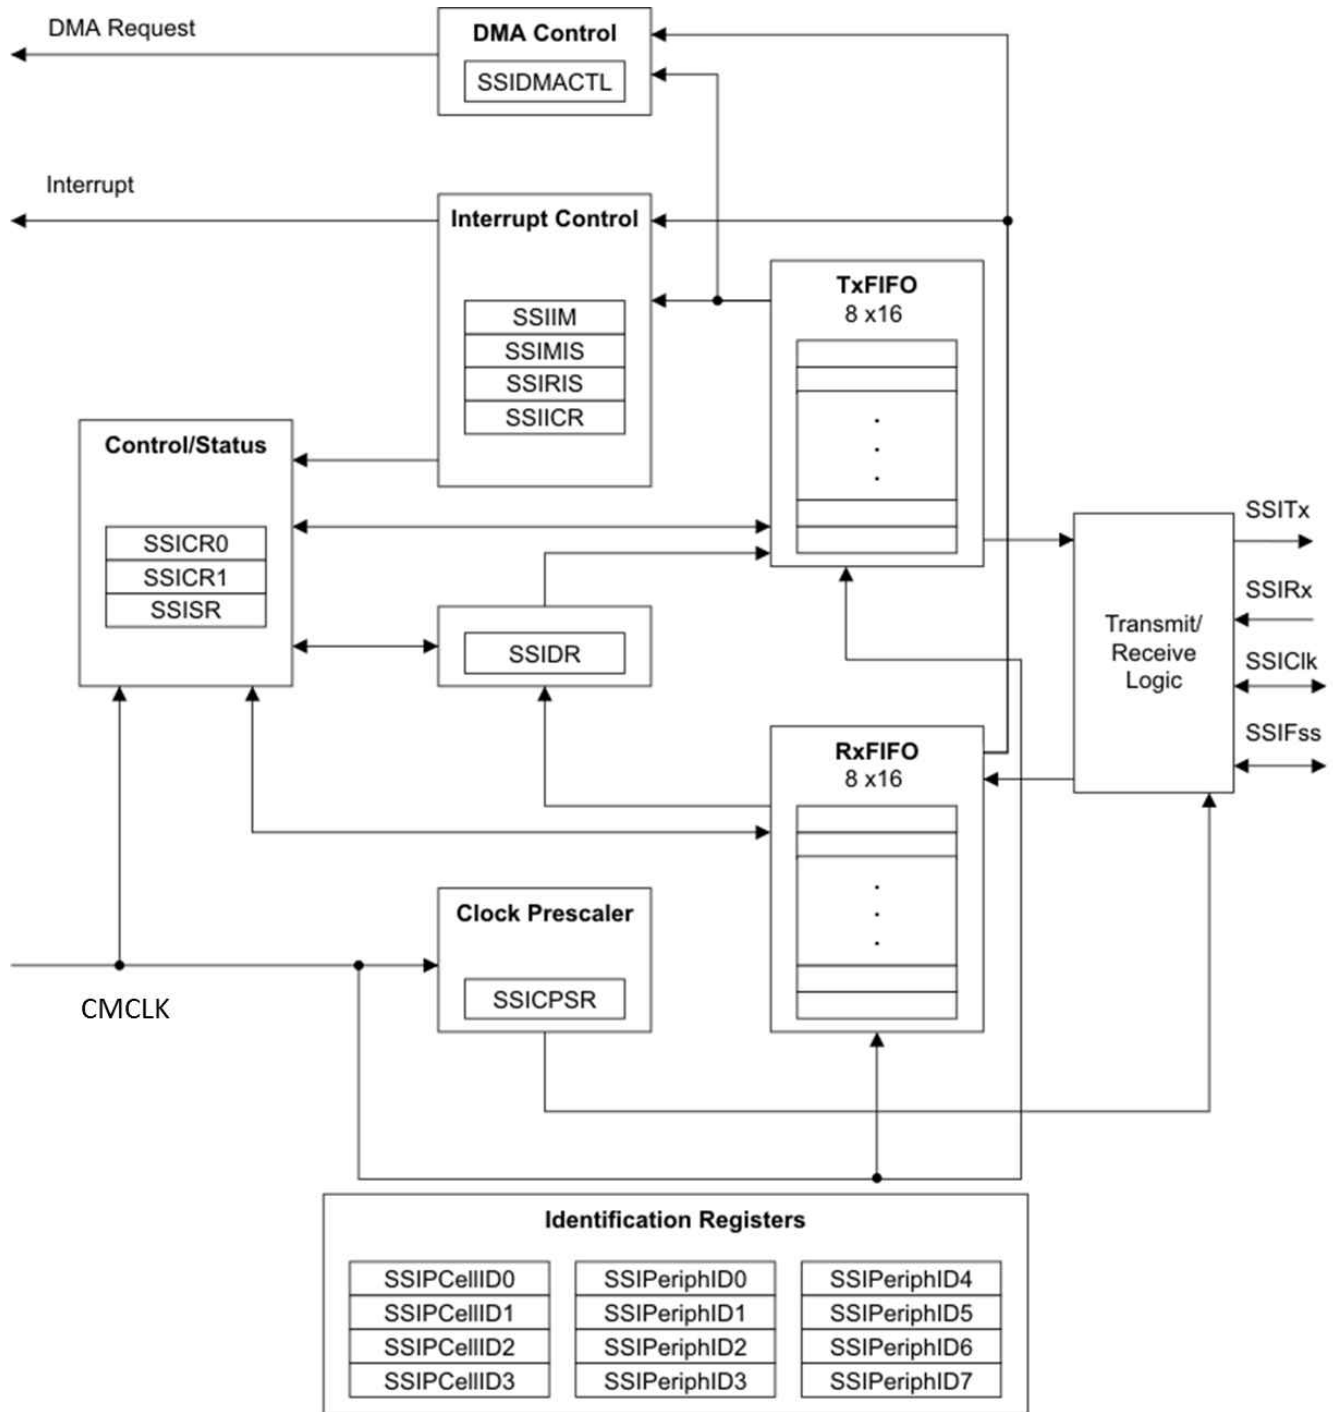 DMA Request
DMA Control
SSIDMACTL
Interrupt
Interrupt Control
SSIIM
SSIMIS
SSIRIS
SSIICR
TxFIFO
8 x16
Control/Status
SSICR0
SSICR1
SSISR
SSIDR
Transmit/
Receive
Logic
SSITx
SSIRx
SSIClk
SSIFss
RxFIFO
8 x16
Clock Prescaler
SSICPSR
CMCLK
Identification Registers
SSIPCellID0
SSIPCellID1
SSIPCellID2
SSIPCellID3
SSIPeriphID0
SSIPeriphID1
SSIPeriphID2
SSIPeriphID3
SSIPeriphID4
SSIPeriphID5
SSIPeriphID6
SSIPeriphID7